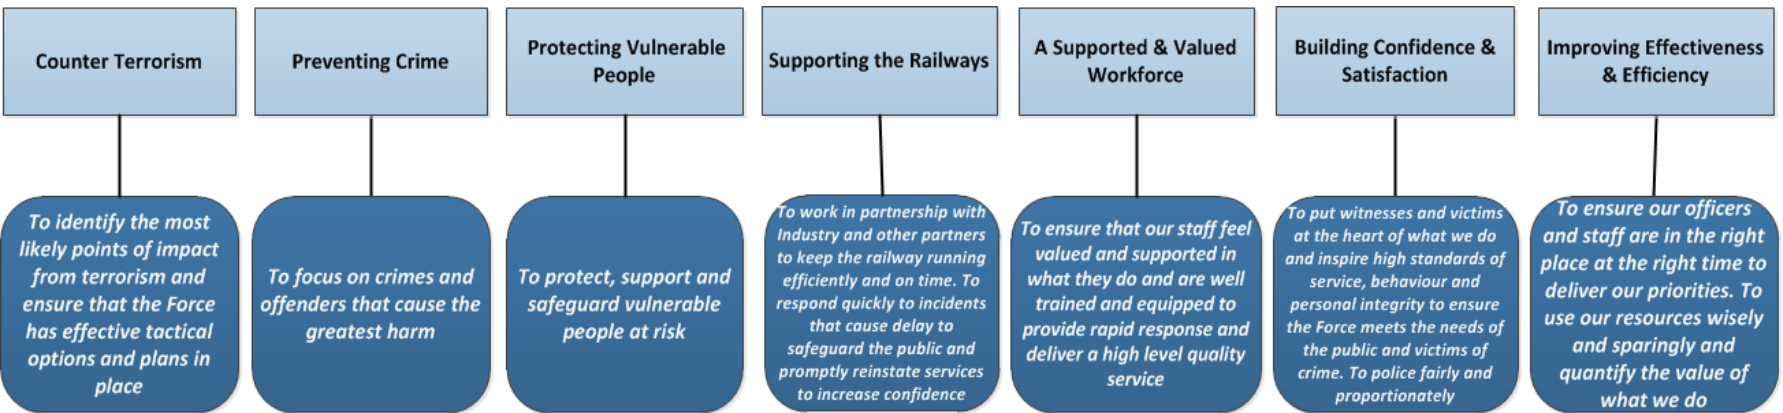 Counter Terrorism
Preventing Crime
Protecting Vulnerable
People
Supporting the Railways
A Supported & Valued
Workforce
Building Confidence &
Satisfaction
Improving Effectiveness
& Efficiency
To identify the most
likely points of impact
from terrorism and
ensure that the Force
has effective tactical
options and plans in
place
To focus on crimes and
offenders that cause the
greatest harm
To protect, support and
safeguard vulnerable
people at risk
To work in partnership with
Industry and other partners
to keep the railway running
efficiently and on time. To
respond quickly to incidents
that cause delay to
safeguard the public and
promptly reinstate services
to increase confidence
To ensure that our staff feel
valued and supported in
what they do and are well
trained and equipped to
provide rapid response and
deliver a high level quality
service
To put witnesses and victims
at the heart of what we do
and inspire high standards of
service, behaviour and
personal integrity to ensure
the Force meets the needs of
the public and victims of
crime. To police fairly and
proportionately
To ensure our officers
and staff are in the right
place at the right time to
deliver our priorities. To
use our resources wisely
and sparingly and
quantify the value of
what we do